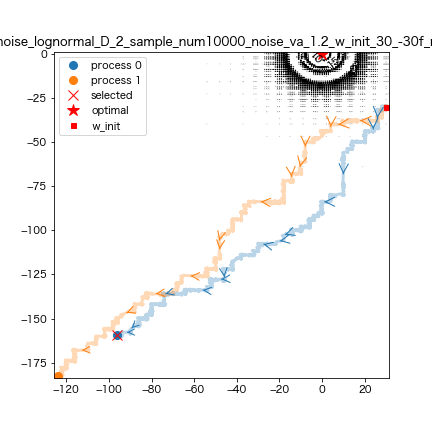 noise_lognormal_D_2_sample_num10000_noise_va_1.2_w_init_30_-30f_n
process 0
process 1
selected
optimal
w_init
0
−25
−50
−75
−100
−125
−150
−175
−120 −100 −80 −60 −40 −20 0 20